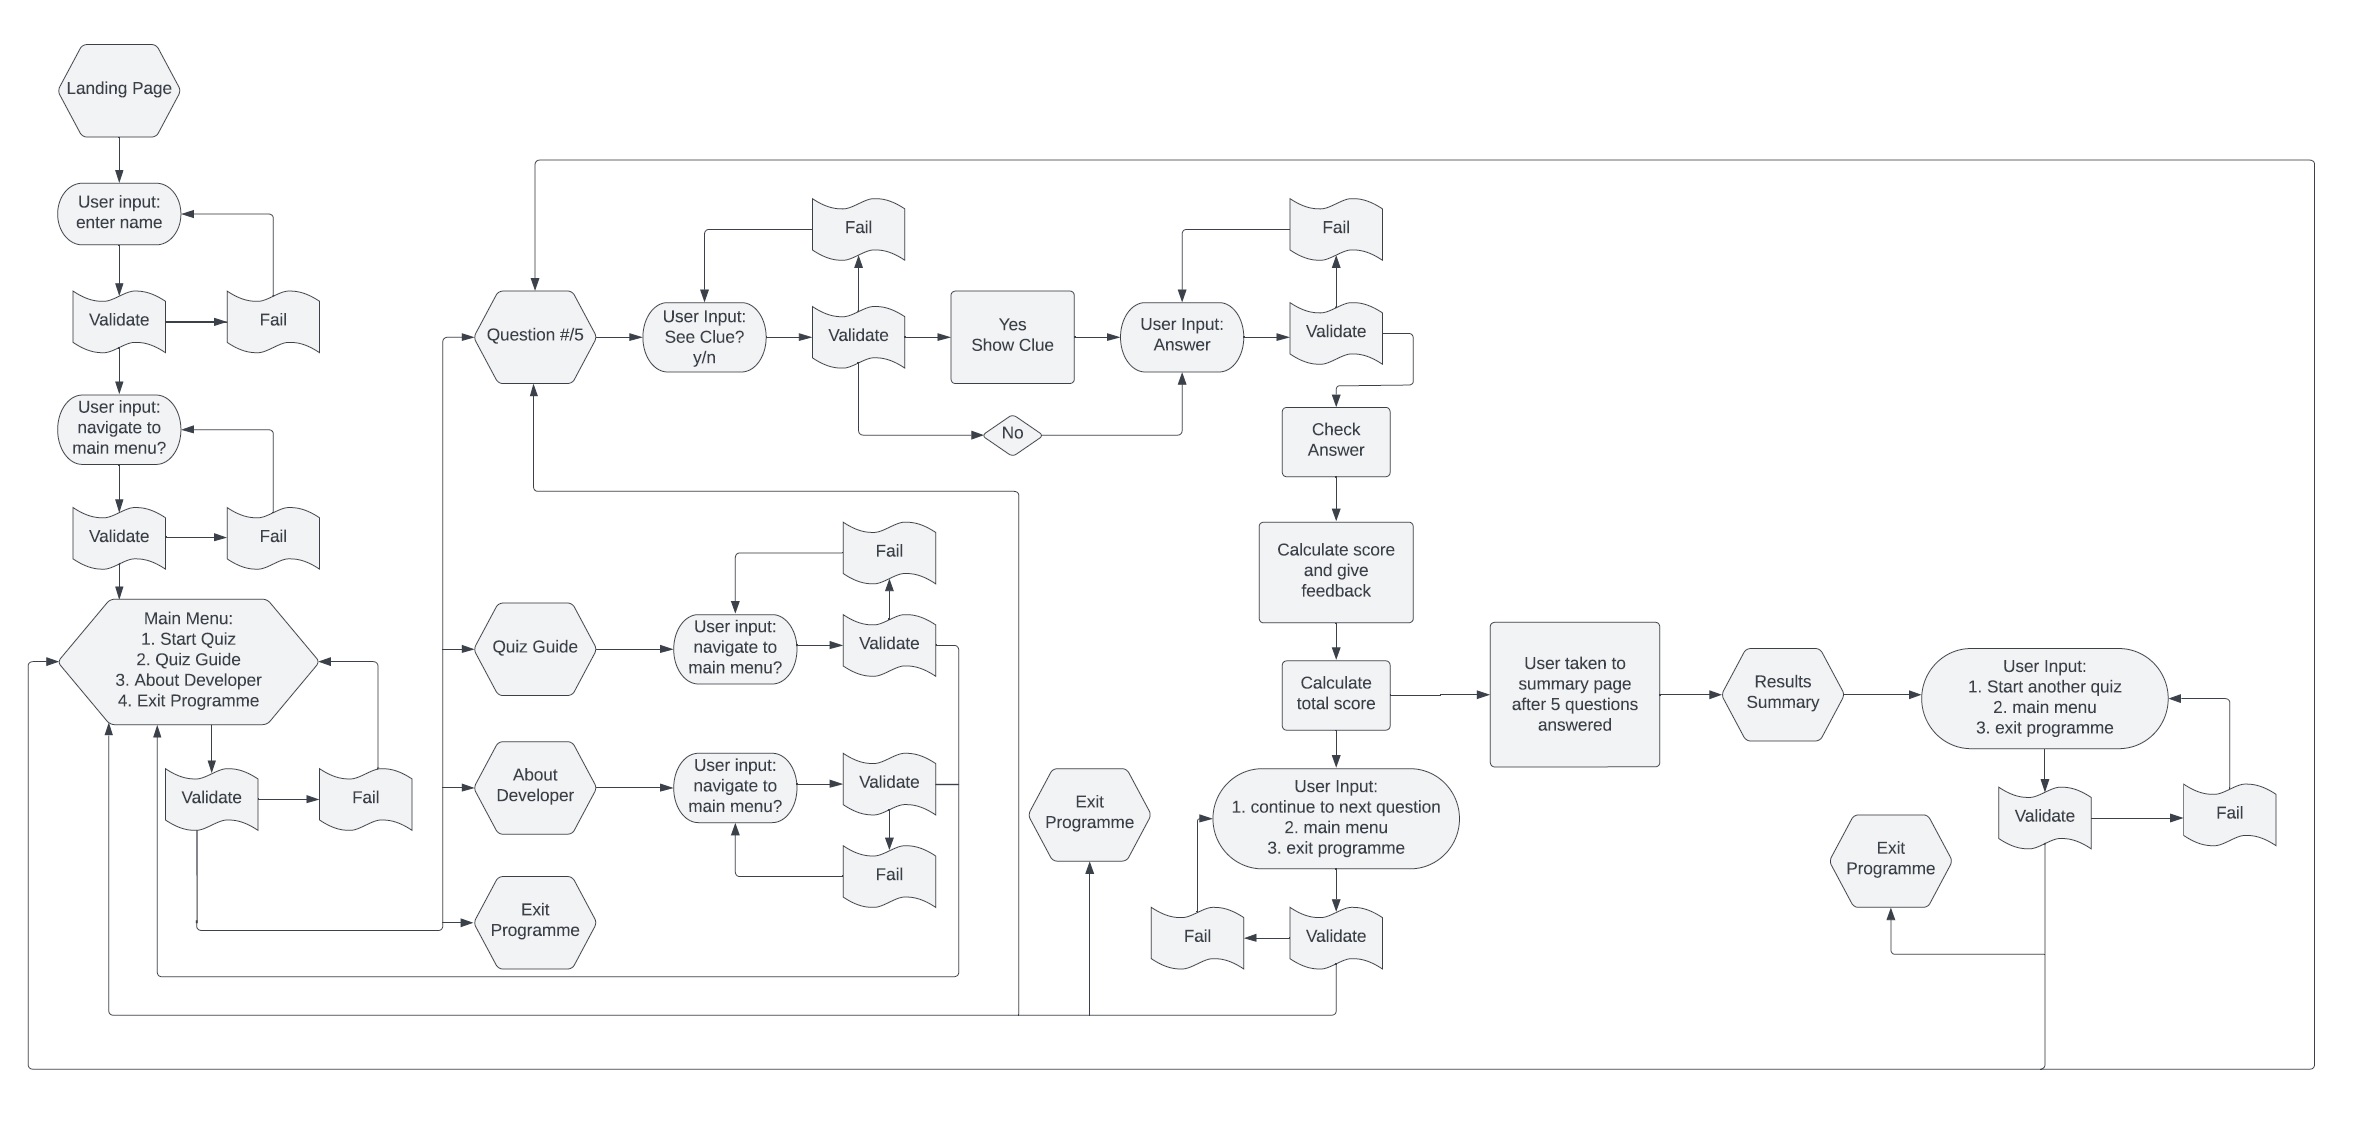 Landing Page
User input:
enter name
Validate
Fail
User input:
navigate to
main menu?
Validate
Fail
Main Menu:
1. Start Quiz
2. Quiz Guide
3. About Developer
4. Exit Programme
Validate
Fail
Question #/5
User Input:
See Clue?
y/n
Fail
Validate
Yes
Show Clue
No
User Input:
Answer
Fail
Validate
Check
Answer
Calculate score
and give
feedback
Calculate
total score
Quiz Guide
User input:
navigate to
main menu?
Fail
Validate
About
Developer
User input:
navigate to
main menu?
Validate
Fail
Exit
Programme
Exit
Programme
User Input:
1. continue to next question
2. main menu
3. exit programme
Fail
Validate
User taken to
summary page
after 5 questions
answered
Results
Summary
User Input:
1. Start another quiz
2. main menu
3. exit programme
Validate
Fail
Exit
Programme